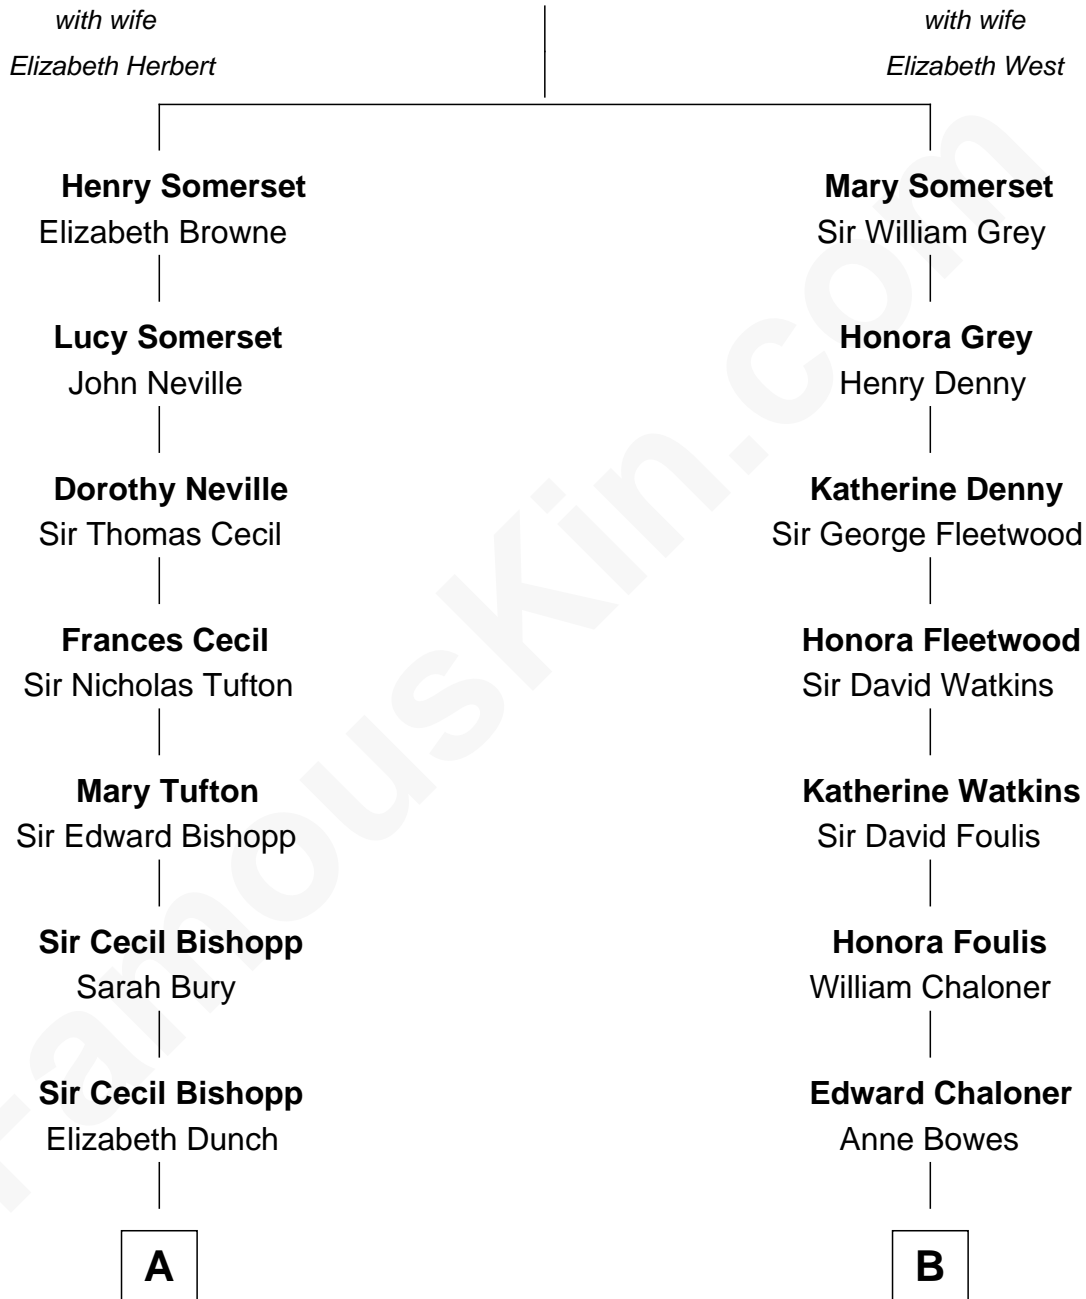 with wife
Elizabeth Herbert
with wife
Elizabeth West
Henry Somerset
Elizabeth Browne
Mary Somerset
Sir William Grey
Lucy Somerset
John Neville
Honora Grey
Henry Denny
Dorothy Neville
Sir Thomas Cecil
Katherine Denny
Sir George Fleetwood
Frances Cecil
Sir Nicholas Tufton
Honora Fleetwood
Sir David Watkins
Mary Tufton
Sir Edward Bishopp
Katherine Watkins
Sir David Foulis
Sir Cecil Bishopp
Sarah Bury
Honora Foulis
William Chaloner
Sir Cecil Bishopp
Elizabeth Dunch
Edward Chaloner
Anne Bowes
A
B
FamousKin.com